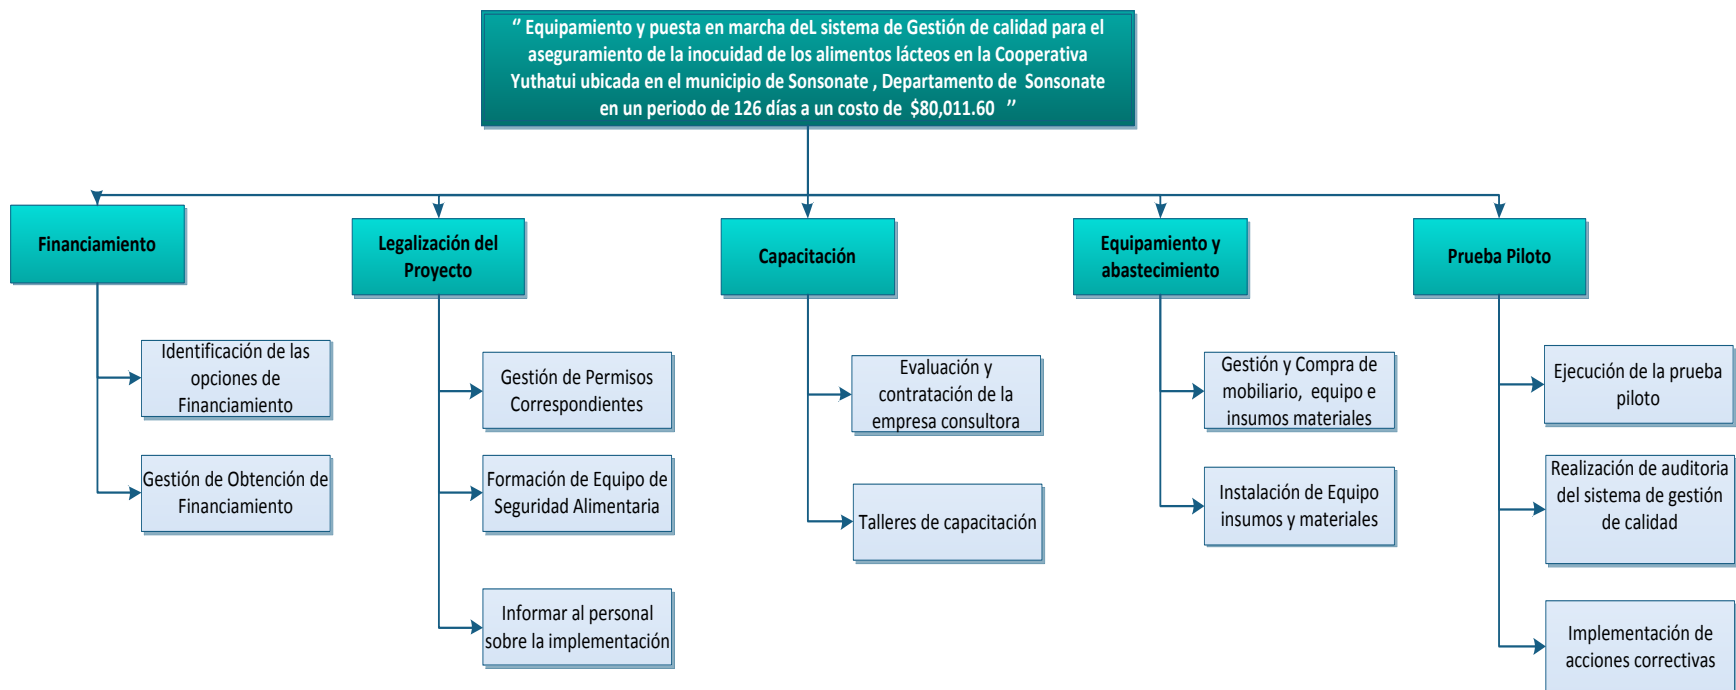 ″ Equipamiento y puesta en marcha deL sistema de Gestión de calidad para el
aseguramiento de la inocuidad de los alimentos lácteos en la Cooperativa
Yuthatui ubicada en el municipio de Sonsonate , Departamento de Sonsonate
en un periodo de 126 días a un costo de $80,011.60 ″
Financiamiento
Legalización del
Proyecto
Capacitación
Equipamiento y
abastecimiento
Prueba Piloto
Identificación de las
opciones de
Financiamiento
Gestión de Obtención de
Financiamiento
Gestión de Permisos
Correspondientes
Formación de Equipo de
Seguridad Alimentaria
Informar al personal
sobre la implementación
Evaluación y
contratación de la
empresa consultora
Talleres de capacitación
Gestión y Compra de
mobiliario, equipo e
insumos materiales
Instalación de Equipo
insumos y materiales
Ejecución de la prueba
piloto
Realización de auditoria
del sistema de gestión
de calidad
Implementación de
acciones correctivas